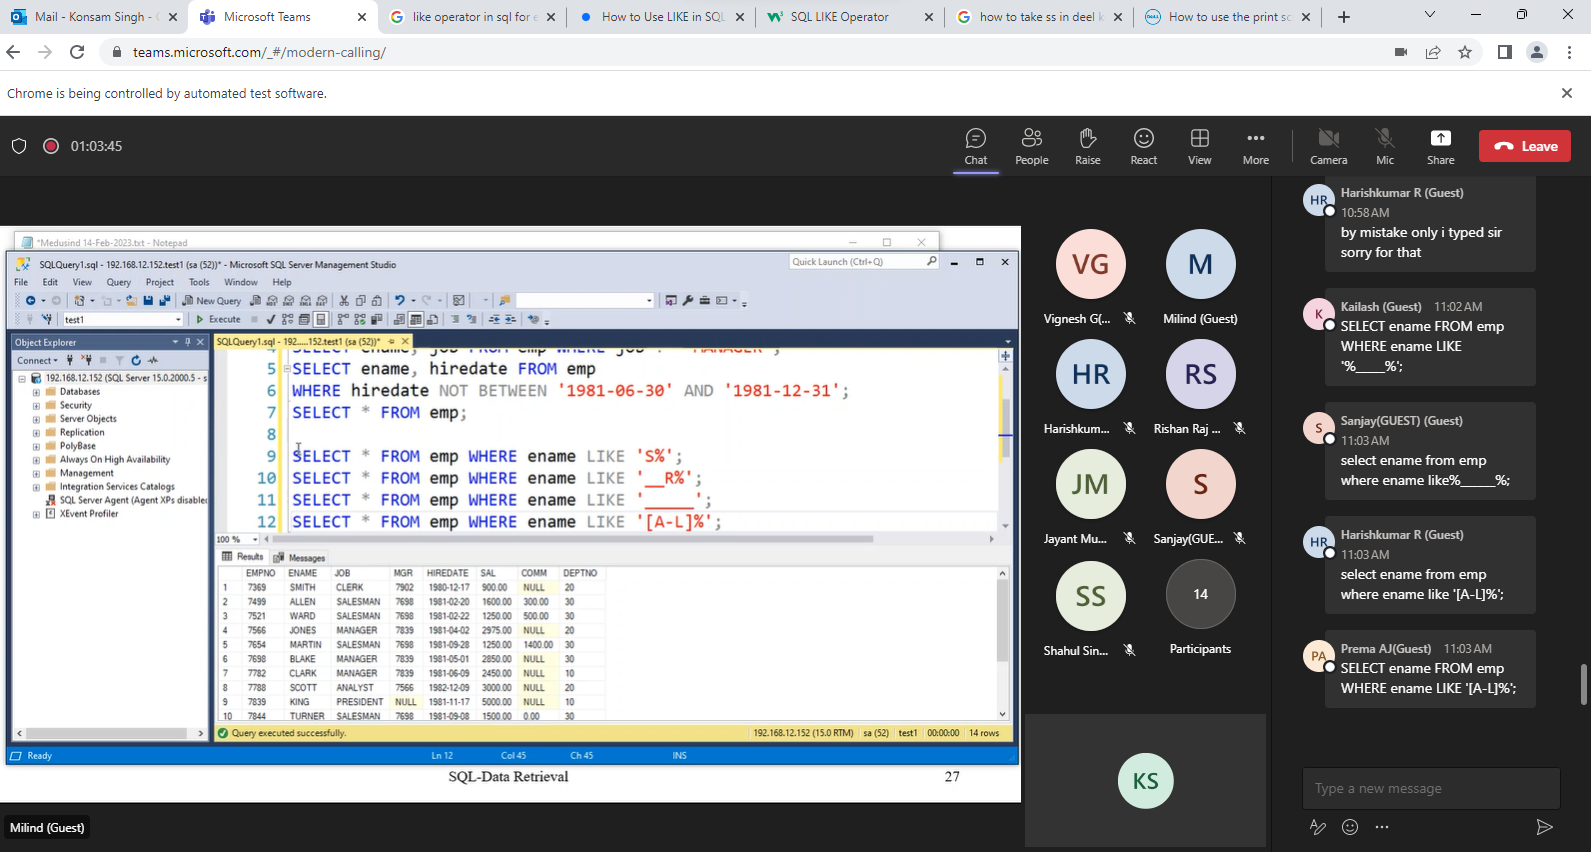 Mail - Konsam Singh - 
Microsoft Teams
like operator in sql for e
How to Use LIKE in SQL
SQL LIKE Operator
how to take ss in deel k
How to use the print sc
teams.microsoft.com/_#/modern-calling/
Chrome is being controlled by automated test software.
01:03:45
Chat
People
Raise
React
View
More
Camera
Mic
Share
Leave
*Medusind 14-Feb-2023.txt - Notepad
SQLQuery1.sql - 192.168.12.152.test1 (sa (52))* - Microsoft SQL Server Management Studio
Quick Launch (Ctrl+Q)
File Edit View Query Project Tools Window Help
New Query
test1
Execute
Object Explorer
Connect
192.168.12.152 (SQL Server 15.0.2000.5 - s
Databases
Security
Server Objects
Replication
PolyBase
Always On High Availability
Management
Integration Services Catalogs
SQL Server Agent (Agent XPs disabled
XEvent Profiler
SQLQuery1.sql - 192.....152.test1 (sa (52))*
5 SELECT ename, hiredate FROM emp
6 WHERE hiredate NOT BETWEEN '1981-06-30' AND '1981-12-31';
7 SELECT * FROM emp;
8
9 SELECT * FROM emp WHERE ename LIKE 'S%';
10 SELECT * FROM emp WHERE ename LIKE '__R%';
11 SELECT * FROM emp WHERE ename LIKE '_____';
12 SELECT * FROM emp WHERE ename LIKE '[A-L]%';
100 %
Results Messages
EMPNO ENAME JOB MGR HIREDATE SAL COMM DEPTNO
1 7369 SMITH CLERK 7902 1980-12-17 900.00 NULL 20
2 7499 ALLEN SALESMAN 7698 1981-02-20 1600.00 300.00 30
3 7521 WARD SALESMAN 7698 1981-02-22 1250.00 500.00 30
4 7566 JONES MANAGER 7839 1981-04-02 2975.00 NULL 20
5 7654 MARTIN SALESMAN 7698 1981-09-28 1250.00 1400.00 30
6 7698 BLAKE MANAGER 7839 1981-05-01 2850.00 NULL 30
7 7782 CLARK MANAGER 7839 1981-06-09 2450.00 NULL 10
8 7788 SCOTT ANALYST 7566 1982-12-09 3000.00 NULL 20
9 7839 KING PRESIDENT NULL 1981-11-17 5000.00 NULL 10
10 7844 TURNER SALESMAN 7698 1981-09-08 1500.00 0.00 30
Query executed successfully.
192.168.12.152 (15.0 RTM) sa (52) test1 00:00:00 14 rows
Ready
Ln 12 Col 45 Ch 45 INS
SQL-Data Retrieval
27
Milind (Guest)
VG
Vignesh G(...
M
Milind (Guest)
HR
Harishkum...
RS
Rishan Raj ...
JM
Jayant Mu...
S
Sanjay(GUE...
SS
Shahul Sin...
14
Participants
KS
HR
Harishkumar R (Guest)
10:58 AM
by mistake only i typed sir
sorry for that
K
Kailash (Guest) 11:02 AM
SELECT ename FROM emp
WHERE ename LIKE
'%____%';
S
Sanjay(GUEST) (Guest)
11:03 AM
select ename from emp
where ename like%_____%;
HR
Harishkumar R (Guest)
11:03 AM
select ename from emp
where ename like '[A-L]%';
PA
Prema AJ(Guest) 11:03 AM
SELECT ename FROM emp
WHERE ename LIKE '[A-L]%';
Type a new message